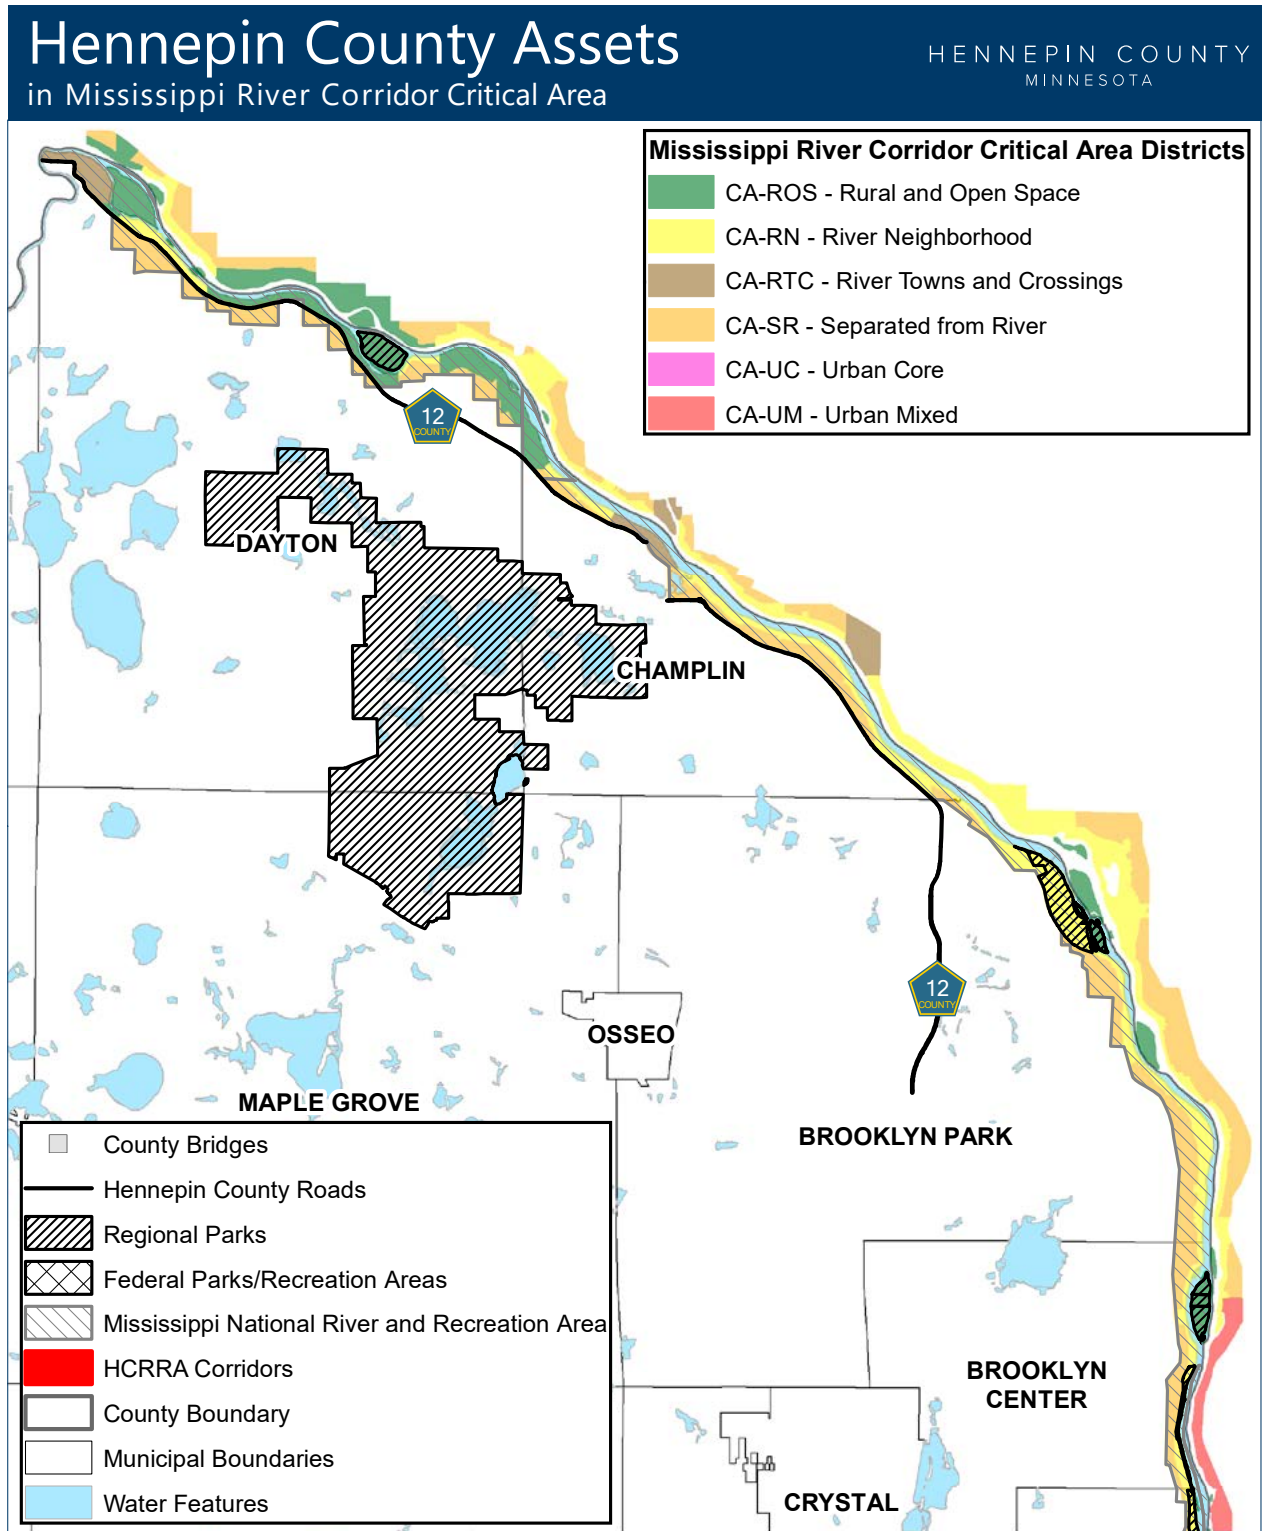 Hennepin County Assets
in Mississippi River Corridor Critical Area
HENNEPIN COUNTY
MINNESOTA
Mississippi River Corridor Critical Area Districts
CA-ROS - Rural and Open Space
CA-RN - River Neighborhood
CA-RTC - River Towns and Crossings
CA-SR - Separated from River
CA-UC - Urban Core
CA-UM - Urban Mixed
12
COUNTY
DAYTON
CHAMPLIN
12
COUNTY
OSSEO
MAPLE GROVE
BROOKLYN PARK
BROOKLYN
CENTER
CRYSTAL
County Bridges
Hennepin County Roads
Regional Parks
Federal Parks/Recreation Areas
Mississippi National River and Recreation Area
HCRRA Corridors
County Boundary
Municipal Boundaries
Water Features